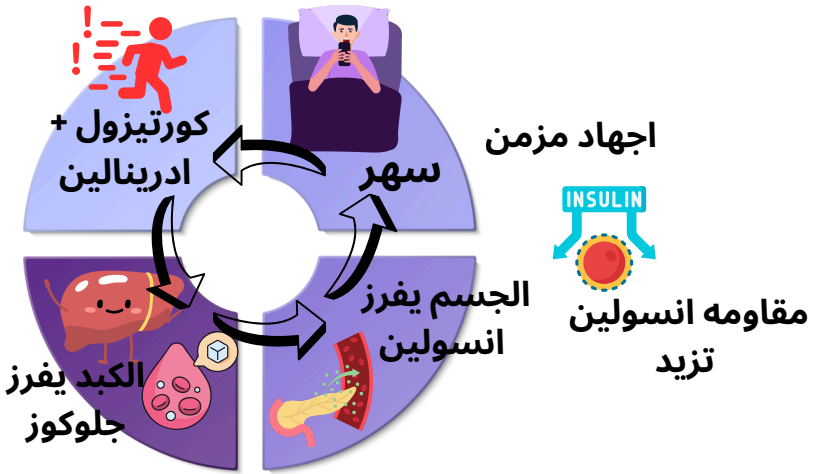 سهر
كورتيزول +
ادرينالين
الكبد يفرز
جلوكوز
الجسم يفرز
انسولين
اجهاد مزمن
INSULIN
مقاومه انسولين
تزيد